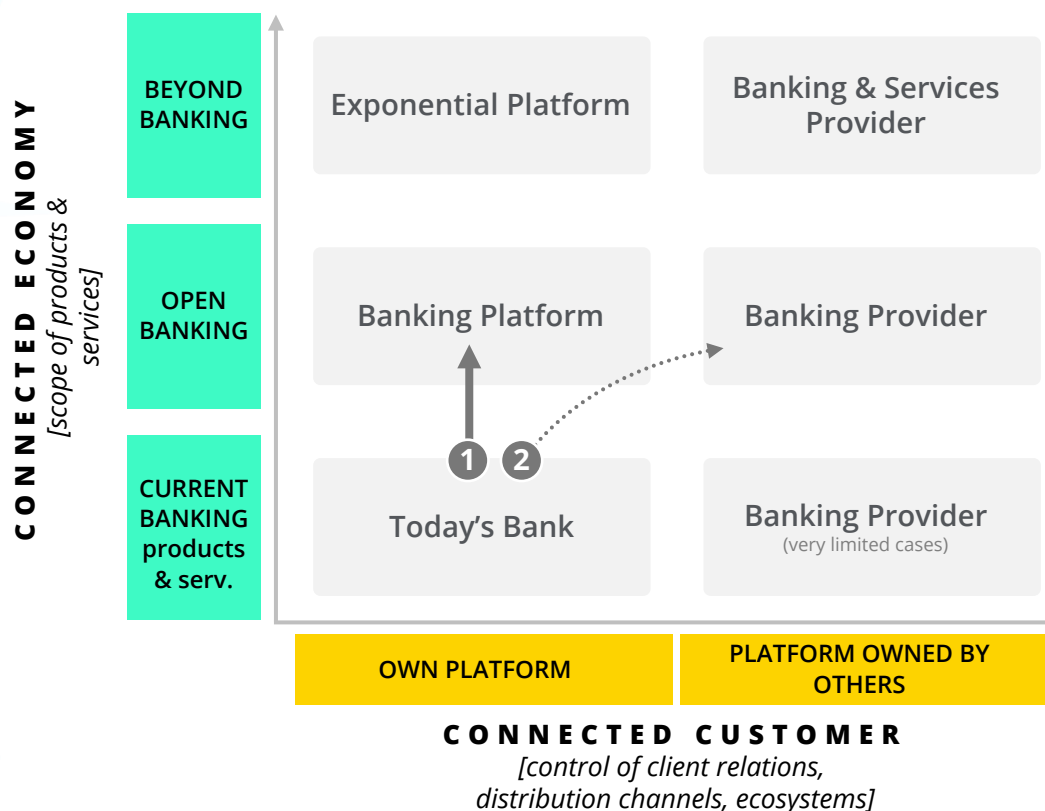 CONNECTED ECONOMY
[scope of products &
services]
BEYOND
BANKING
Exponential Platform
Banking & Services
Provider
OPEN
BANKING
Banking Platform
Banking Provider
1
2
CURRENT
BANKING
products
& serv.
Today's Bank
Banking Provider
(very limited cases)
OWN PLATFORM
PLATFORM OWNED BY
OTHERS
CONNECTED CUSTOMER
[control of client relations,
distribution channels, ecosystems]